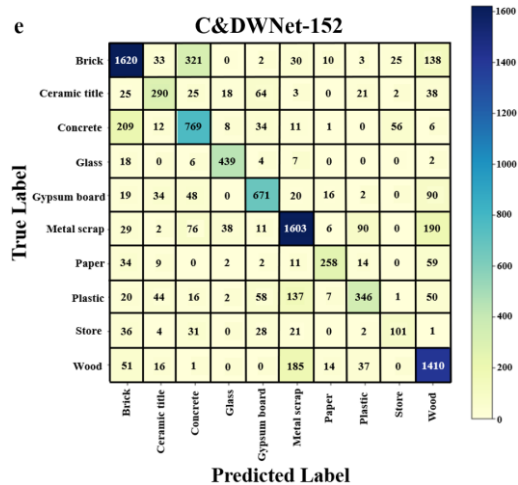 e
C&DWNet-152
Brick 1620 33 321 0 2 30 10 3 25 138
Ceramic title 25 290 25 18 64 3 0 21 2 38
Concrete 209 12 769 8 34 11 1 0 56 6
Glass 18 0 6 439 4 7 0 0 0 2
Gypsum board 19 34 48 0 671 20 16 2 0 90
Metal scrap 29 2 76 38 11 1603 6 90 0 190
Paper 34 9 0 2 2 11 258 14 0 59
Plastic 20 44 16 2 58 137 7 346 1 50
Store 36 4 31 0 28 21 0 2 101 1
Wood 51 16 1 0 0 185 14 37 0 1410
Brick Ceramic title Concrete Glass Gypsum board Metal scrap Paper Plastic Store Wood
True Label
Predicted Label
1600
1400
1200
1000
800
600
400
200
0